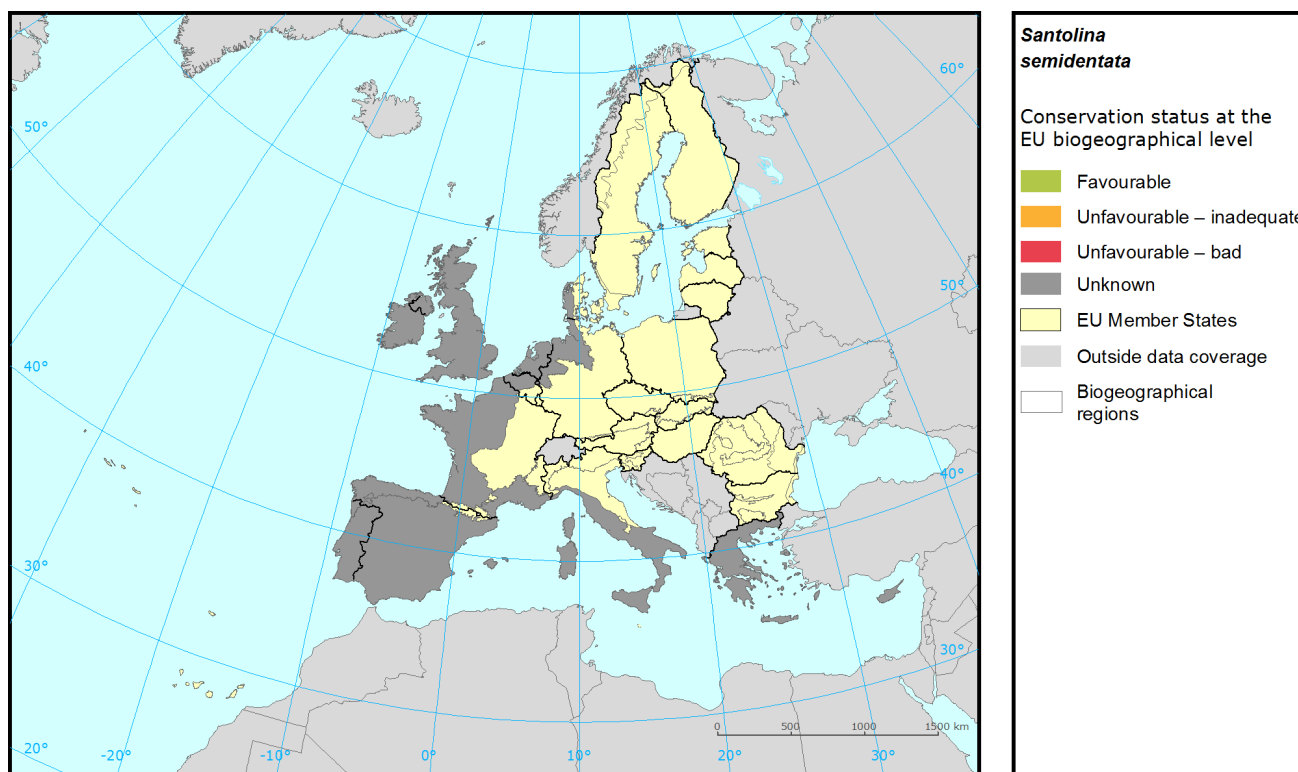 Santolina
semidentata
Conservation status at the
EU biogeographical level
Favourable
Unfavourable – inadequate
Unfavourable – bad
Unknown
EU Member States
Outside data coverage
Biogeographical
regions
60°
50°
50°
40°
40°
30°
30°
20°
-20°
-10°
0°
10°
20°
30°
0 500 1000 1500 km